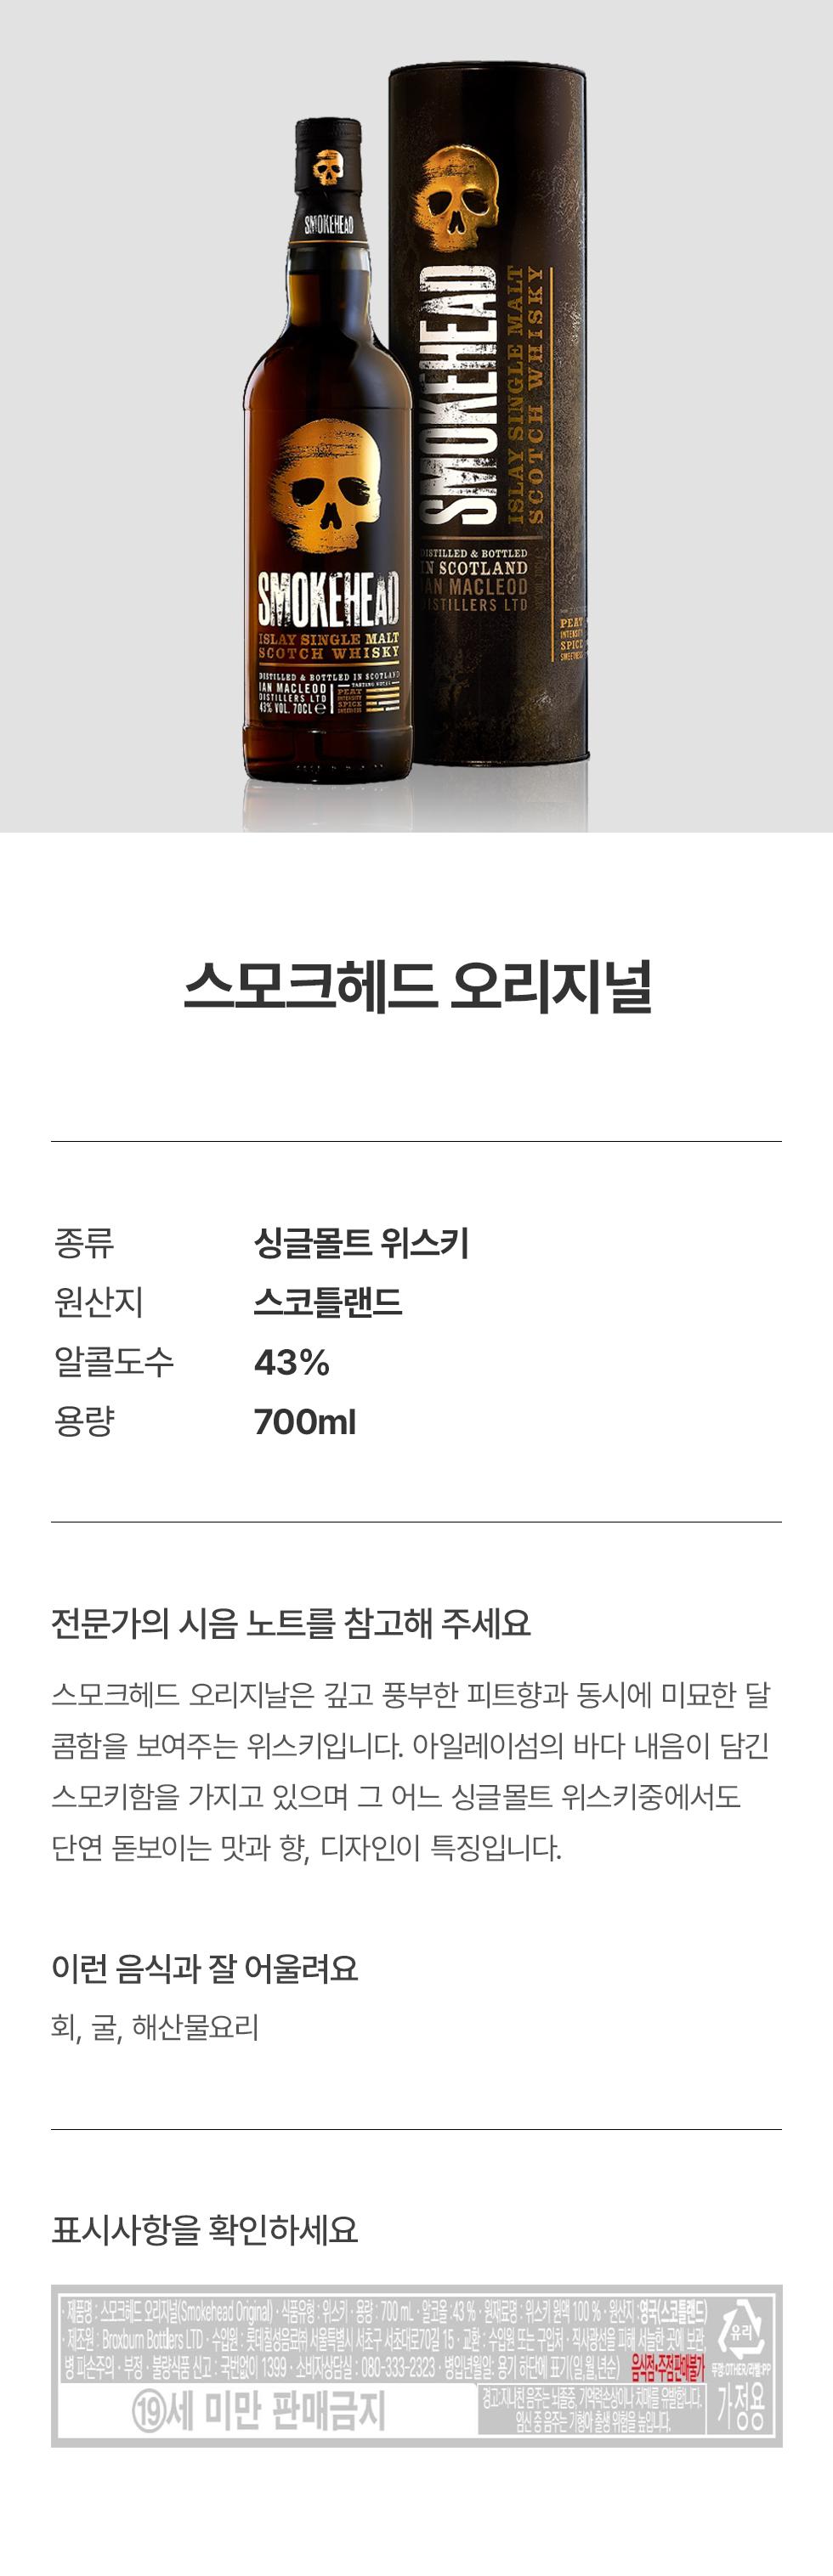 SMOKEHEAD
SMOKEHEAD
ISLAY SINGLE MALT
SCOTCH WHISKY
DISTILLED & BOTTLED IN SCOTLAND
IAN MACLEOD
DISTILLERS LTD
43% VOL. 70CL e
TASTING NOTES
PEAT
INTENSITY
SPICE
SWEETNESS
SMOKEHEAD
ISLAY SINGLE MALT
SCOTCH WHISKY
DISTILLED & BOTTLED
IN SCOTLAND
IAN MACLEOD
DISTILLERS LTD
PEAT
INTENSITY
SPICE
SWEETNESS
스모크헤드 오리지널
종류 싱글몰트 위스키
원산지 스코틀랜드
알콜도수 43%
용량 700ml
전문가의 시음 노트를 참고해 주세요
스모크헤드 오리지날은 깊고 풍부한 피트향과 동시에 미묘한 달
콤함을 보여주는 위스키입니다. 아일레이섬의 바다 내음이 담긴
스모키함을 가지고 있으며 그 어느 싱글몰트 위스키중에서도
단연 돋보이는 맛과 향, 디자인이 특징입니다.
이런 음식과 잘 어울려요
회, 굴, 해산물요리
표시사항을 확인하세요
· 제품명 : 스모크헤드 오리지널(Smokehead Original) · 식품유형 : 위스키 · 용량 : 700 mL · 알코올 :43 % · 원재료명 : 위스키 원액 100 % · 원산지 :영국(스코틀랜드)
· 제조원 : Broxburn Bottlers LTD · 수입원 : 롯데칠성음료㈜ 서울특별시 서초구 서초대로70길 15 · 교환 : 수입원 또는 구입처 · 직사광선을 피해 서늘한 곳에 보관,
병 파손주의 · 부정 · 불량식품 신고 : 국번없이 1399 · 소비자상담실 : 080-333-2323 · 병입년월일: 용기 하단에 표기(일,월,년순) 음식점·주점판매불가
유리
뚜껑:OTHER/라벨:PP
⑲세 미만 판매금지
경고:지나친 음주는 뇌졸중, 기억력손상이나 치매를 유발합니다.
임신 중 음주는 기형아 출생 위험을 높입니다.
가정용